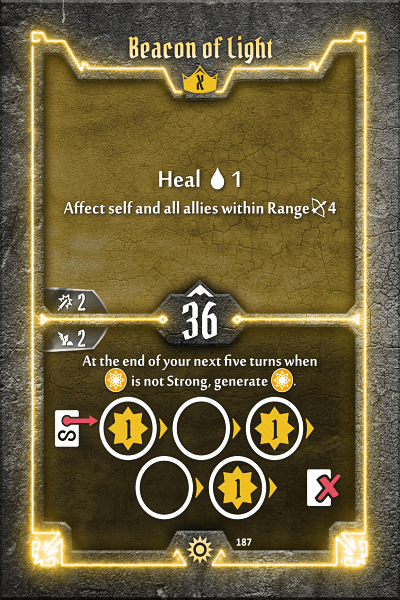 Beacon of Light
X
Heal 1
Affect self and all allies within Range 4
2
36
2
At the end of your next five turns when
is not Strong, generate .
S 1 1
1
187